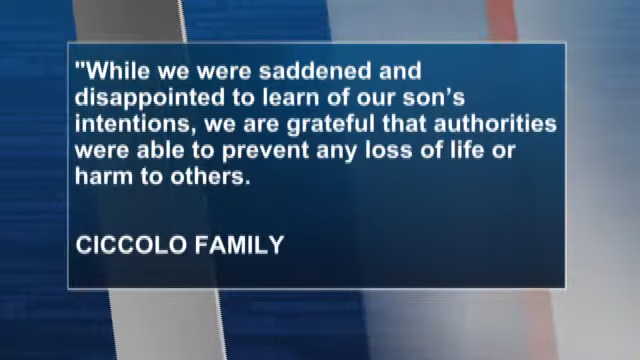 "While we were saddened and
disappointed to learn of our son’s
intentions, we are grateful that authorities
were able to prevent any loss of life or
harm to others.
CICCOLO FAMILY